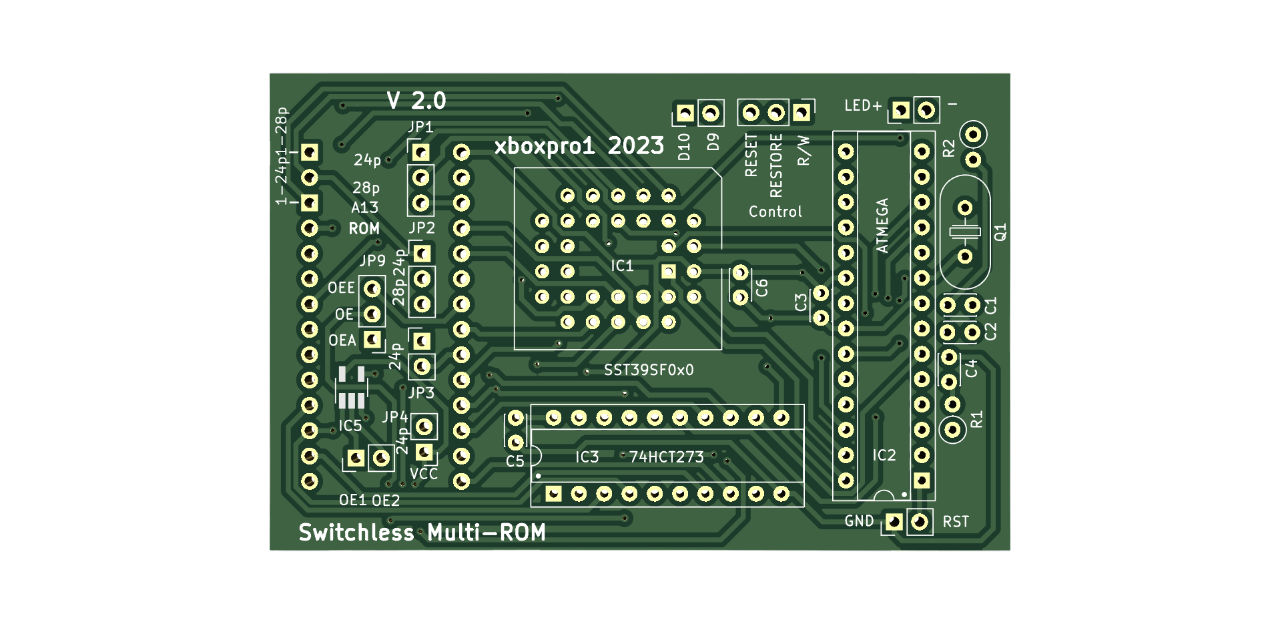 V 2.0
LED+ -
1-24p1-28p
JP1
D10
D9
RESET
RESTORE
R/W
R2
xboxpro1 2023
24p
28p
A13
Control
ATMEGA
JP2
ROM
Q1
JP9
24p
IC1
OEE
28p
C6
C3
C1
OE
OEA
C2
24p
SST39SF0x0
C4
JP3
IC5
JP4
24p
R1
C5
IC3
74HCT273
IC2
VCC
OE1
OE2
GND
RST
Switchless Multi-ROM